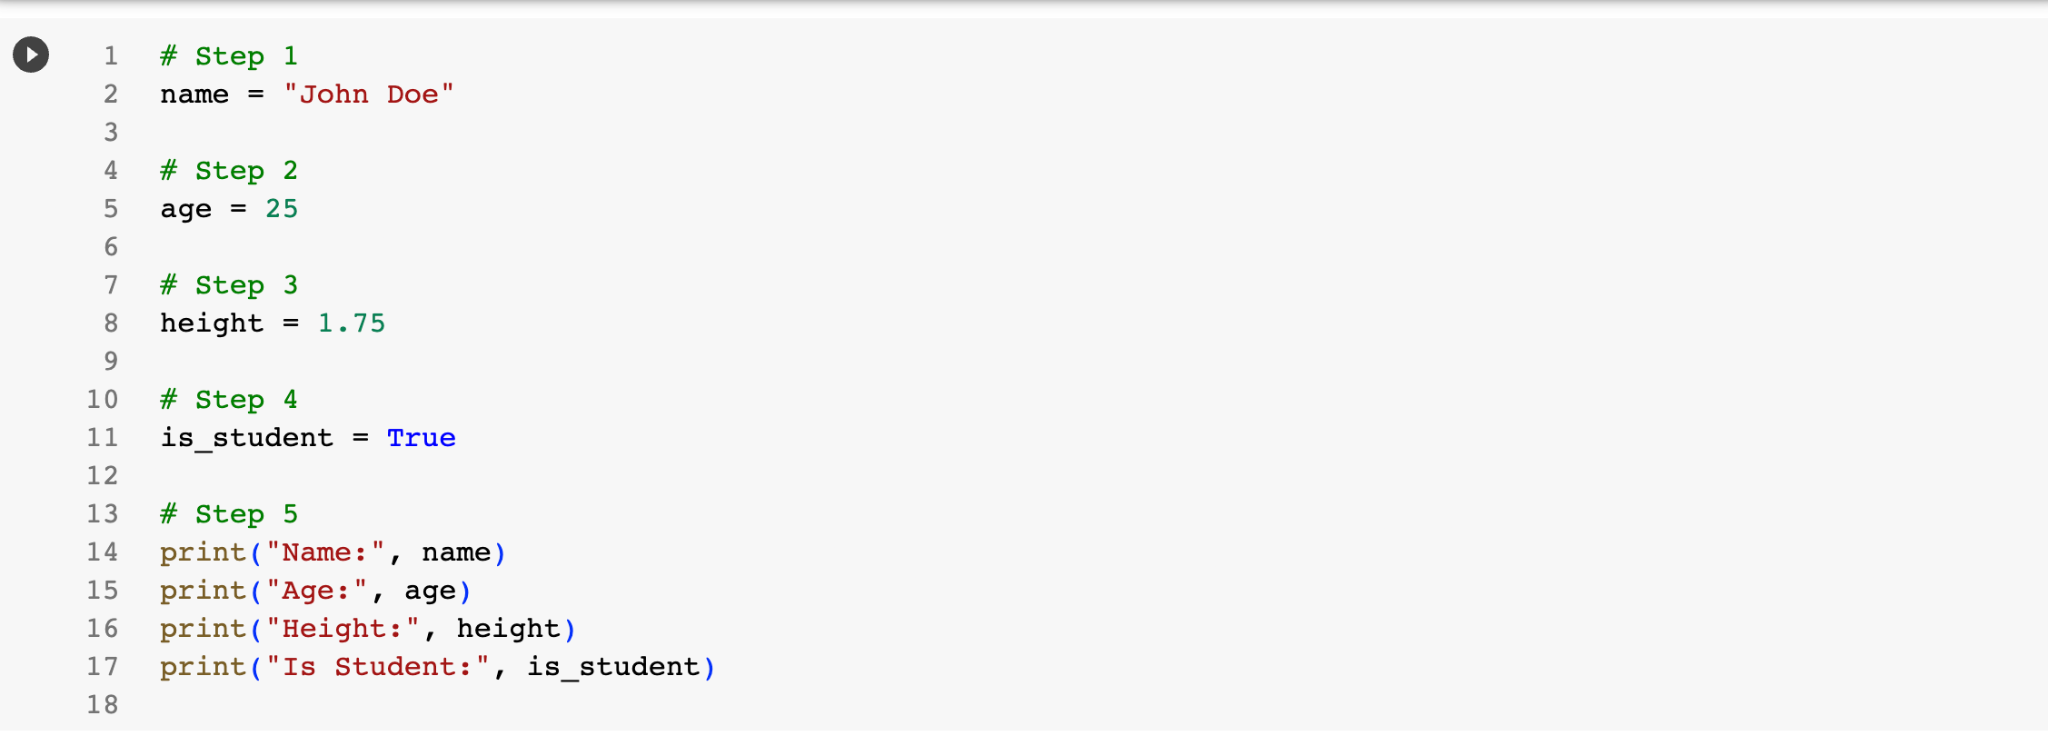 1 # Step 1
2 name = "John Doe"
3
4 # Step 2
5 age = 25
6
7 # Step 3
8 height = 1.75
9
10 # Step 4
11 is_student = True
12
13 # Step 5
14 print("Name:", name)
15 print("Age:", age)
16 print("Height:", height)
17 print("Is Student:", is_student)
18